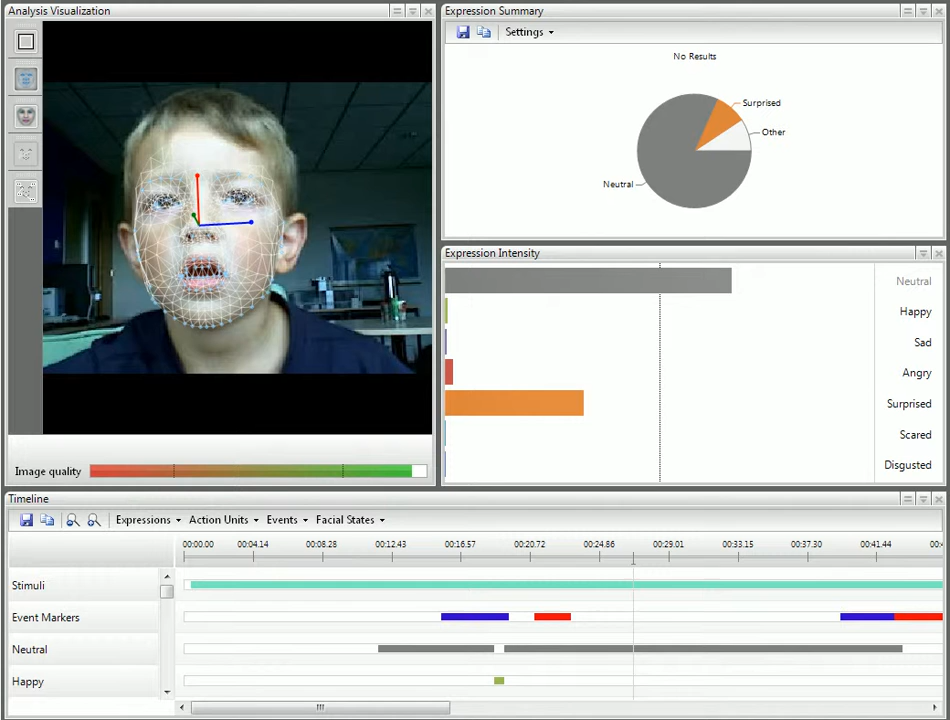 Analysis Visualization
Image quality
Expression Summary
Settings
No Results
Surprised
Other
Neutral
Expression Intensity
Neutral
Happy
Sad
Angry
Surprised
Scared
Disgusted
Timeline
Expressions Action Units Events Facial States
00:00.00 00:04.14 00:08.28 00:12.43 00:16.57 00:20.72 00:24.86 00:29.01 00:33.15 00:37.30 00:41.44
Stimuli
Event Markers
Neutral
Happy